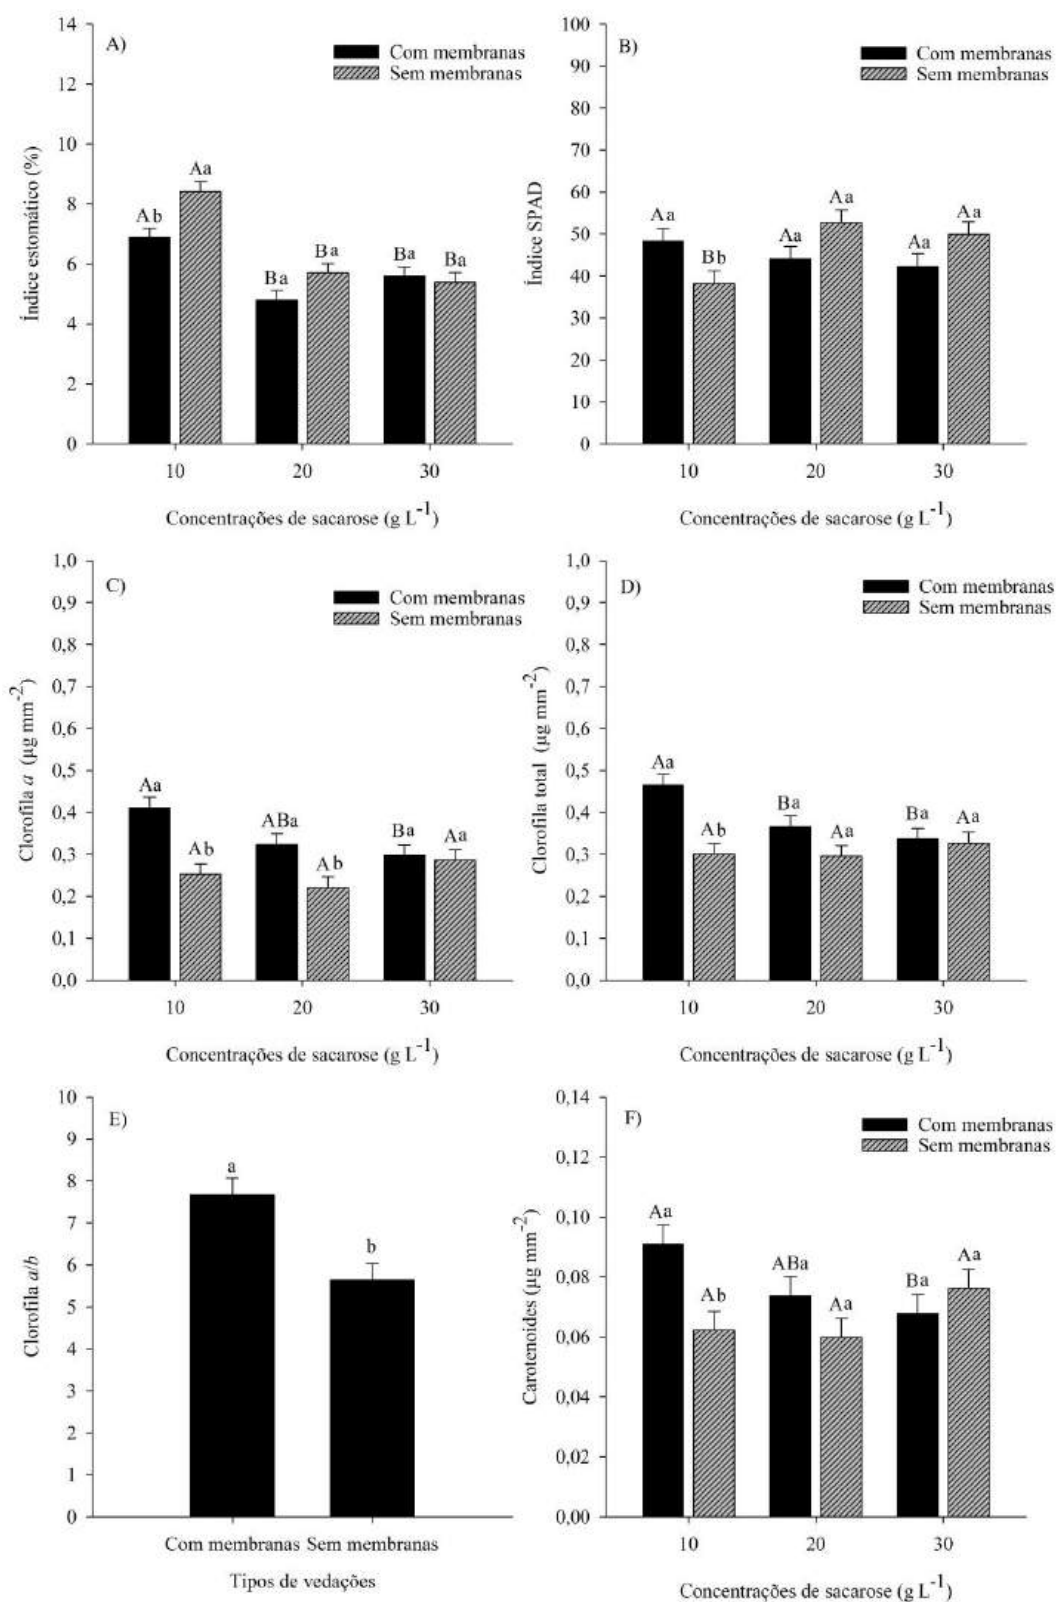 A)
Com membranas
Sem membranas
Índice estomático (%)
14
12
10
8
6
4
2
0
Ab
Aa
Ba
Ba
Ba
Ba
10 20 30
Concentrações de sacarose (g L-1)
B)
Com membranas
Sem membranas
Índice SPAD
100
90
80
70
60
50
40
30
20
10
0
Aa
Bb
Aa
Aa
Aa
Aa
10 20 30
Concentrações de sacarose (g L-1)
C)
Com membranas
Sem membranas
Clorofila a (µg mm-2)
1,0
0,9
0,8
0,7
0,6
0,5
0,4
0,3
0,2
0,1
0,0
Aa
Ab
ABa
Ab
Ba
Aa
10 20 30
Concentrações de sacarose (g L-1)
D)
Com membranas
Sem membranas
Clorofila total (µg mm-2)
1,0
0,9
0,8
0,7
0,6
0,5
0,4
0,3
0,2
0,1
0,0
Aa
Ab
Ba
Aa
Ba
Aa
10 20 30
Concentrações de sacarose (g L-1)
E)
Clorofila a/b
10
9
8
7
6
5
4
3
2
1
0
a
b
Com membranas Sem membranas
Tipos de vedações
F)
Com membranas
Sem membranas
Carotenoides (µg mm-2)
0,14
0,12
0,10
0,08
0,06
0,04
0,02
0,00
Aa
Ab
ABa
Aa
Ba
Aa
10 20 30
Concentrações de sacarose (g L-1)